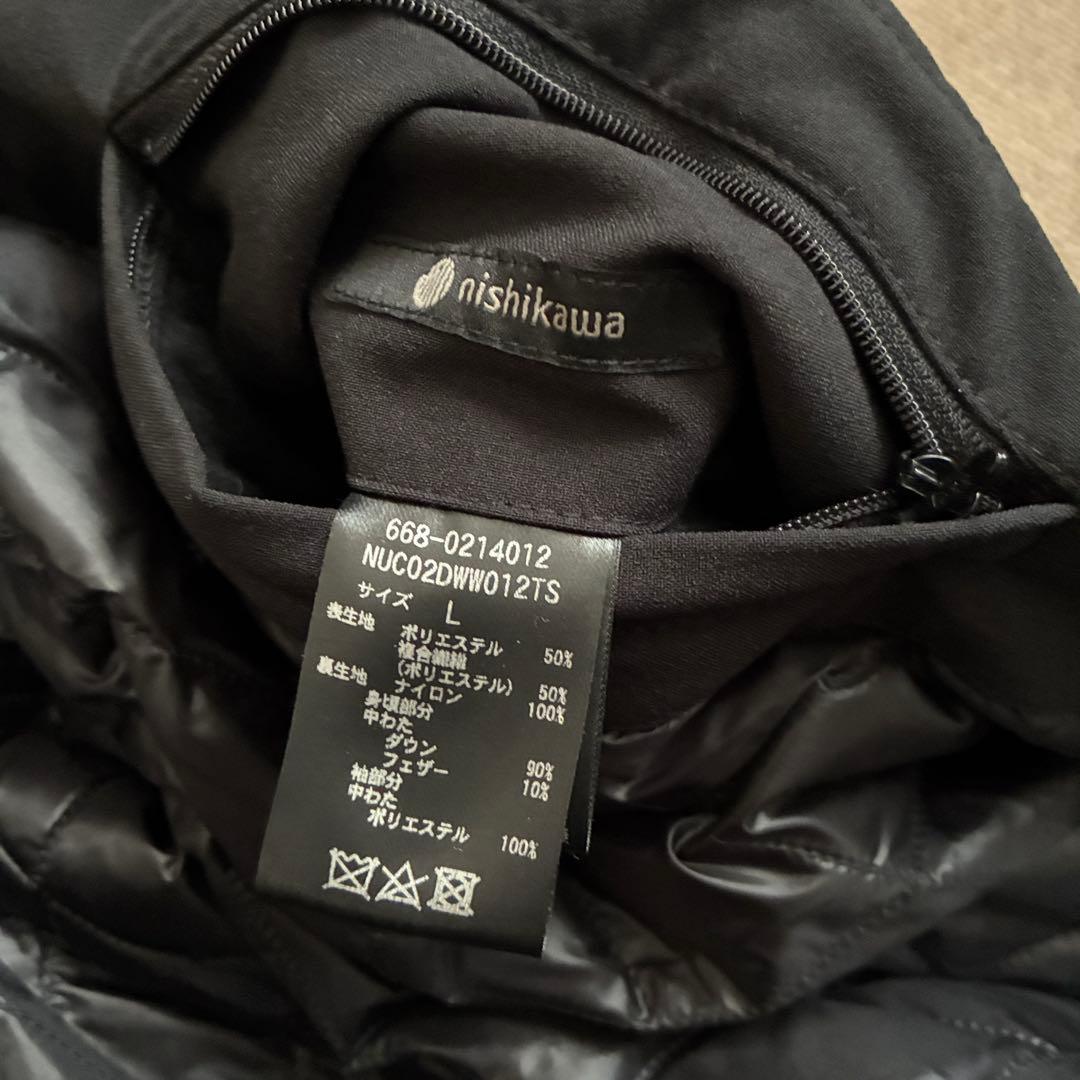 nishikawa
668-0214012
NUC02DWW012TS
サイズ L
表生地 ポリエステル 50%
複合繊維
(ポリエステル) 50%
裏生地 ナイロン 100%
身頃部分
中わた
ダウン 90%
フェザー 10%
袖部分
中わた
ポリエステル 100%